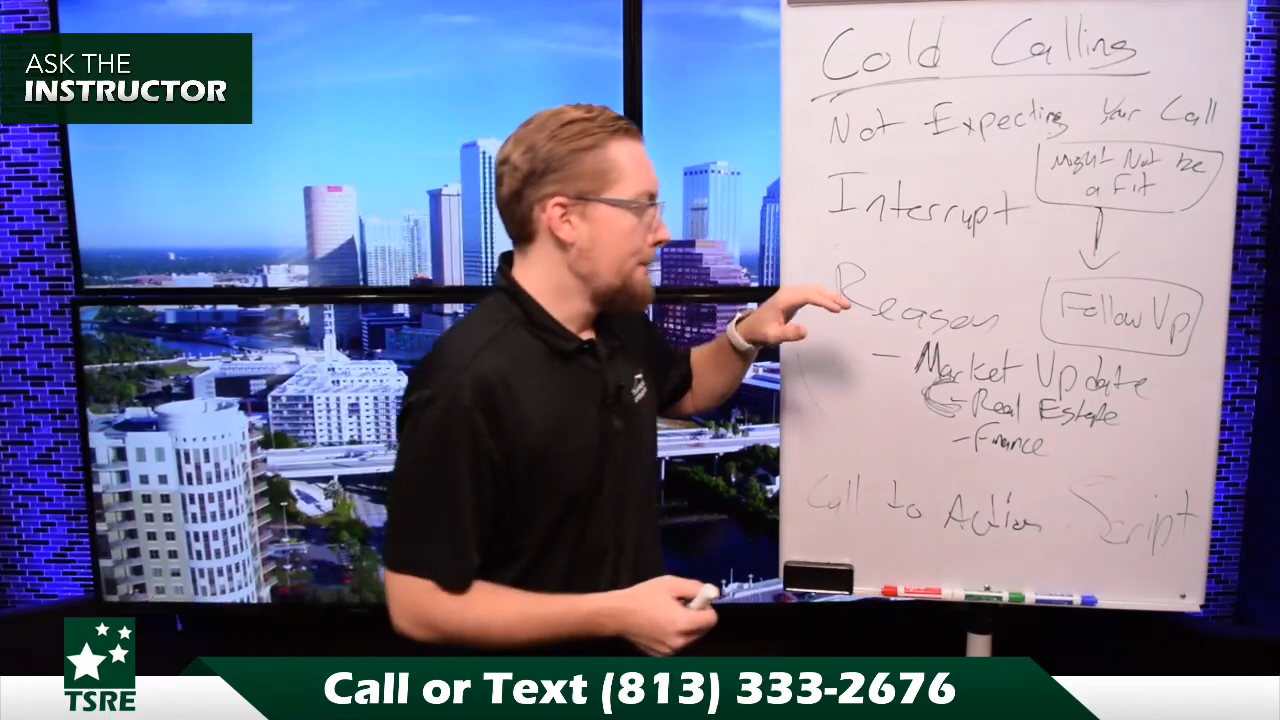 ASK THE
INSTRUCTOR
Cold Calling
Not Expecting Your Call
Might Not be
a Fit
Interrupt
Reason
Follow Up
- Market Update
- Real Estate
- Finance
Call to Action
Script
TSRE
Call or Text (813) 333-2676